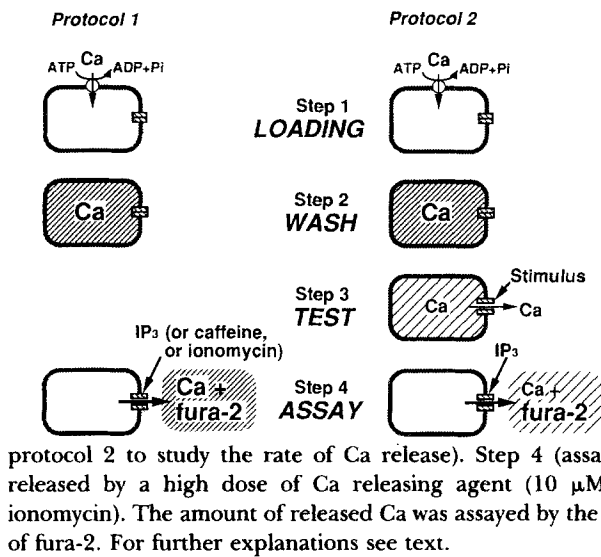 Protocol 1
Protocol 2
Ca
ATP ADP+Pi
Ca
ATP ADP+Pi
Step 1
LOADING
Ca
Step 2
WASH
Ca
Step 3
TEST
Stimulus
Ca
Ca
IP3 (or caffeine,
or ionomycin)
Ca +
fura-2
Step 4
ASSAY
IP3
Ca +
fura-2
protocol 2 to study the rate of Ca release). Step 4 (assa
released by a high dose of Ca releasing agent (10 μM
ionomycin). The amount of released Ca was assayed by the
of fura-2. For further explanations see text.